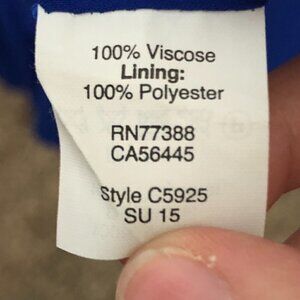 100% Viscose
Lining:
100% Polyester
RN77388
CA56445
Style C5925
SU 15